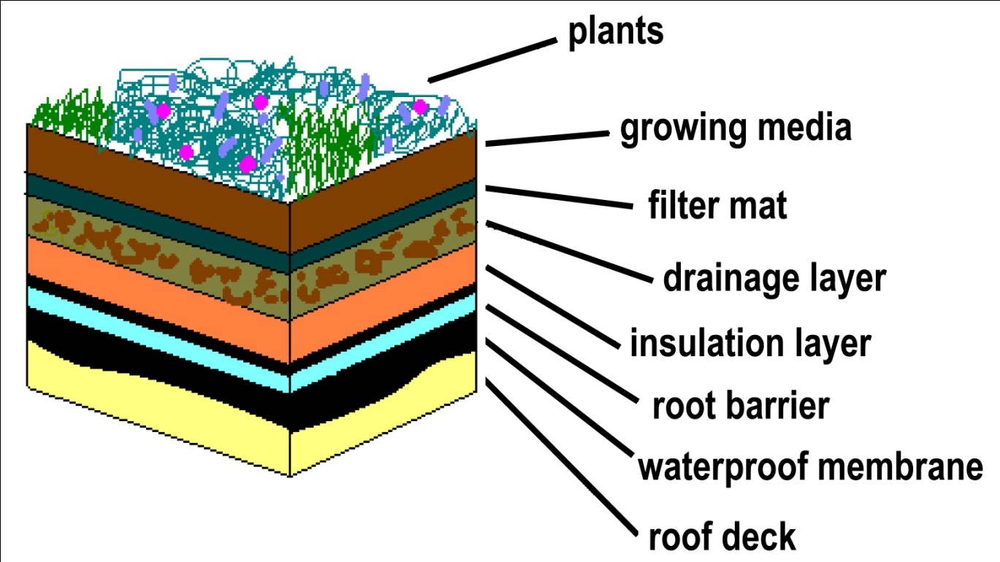 plants
growing media
filter mat
drainage layer
insulation layer
root barrier
waterproof membrane
roof deck